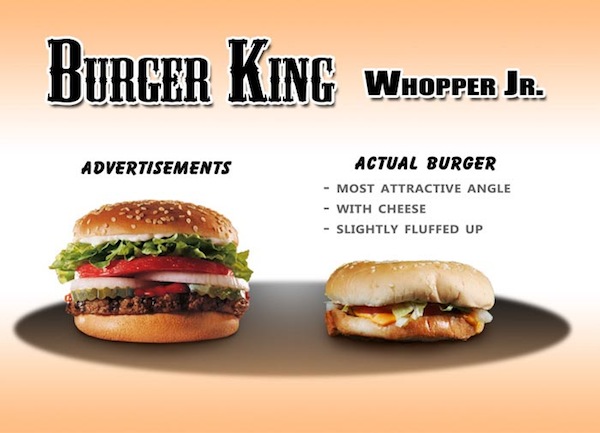 BURGER KING WHOPPER JR.
ADVERTISEMENTS
ACTUAL BURGER
- MOST ATTRACTIVE ANGLE
- WITH CHEESE
- SLIGHTLY FLUFFED UP